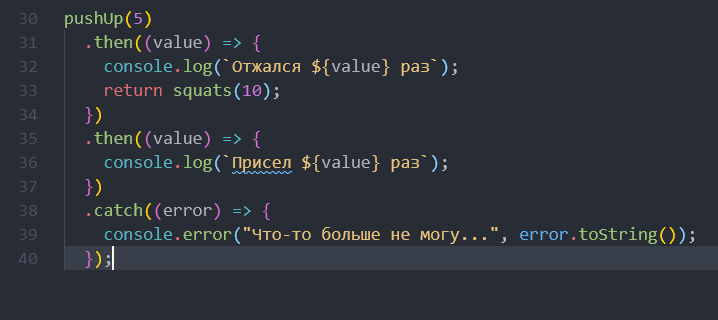 30 pushUp(5)
31 .then((value) => {
32 console.log(`Отжался ${value} раз`);
33 return squats(10);
34 })
35 .then((value) => {
36 console.log(`Присел ${value} раз`);
37 })
38 .catch((error) => {
39 console.error("Что-то больше не могу...", error.toString());
40 });